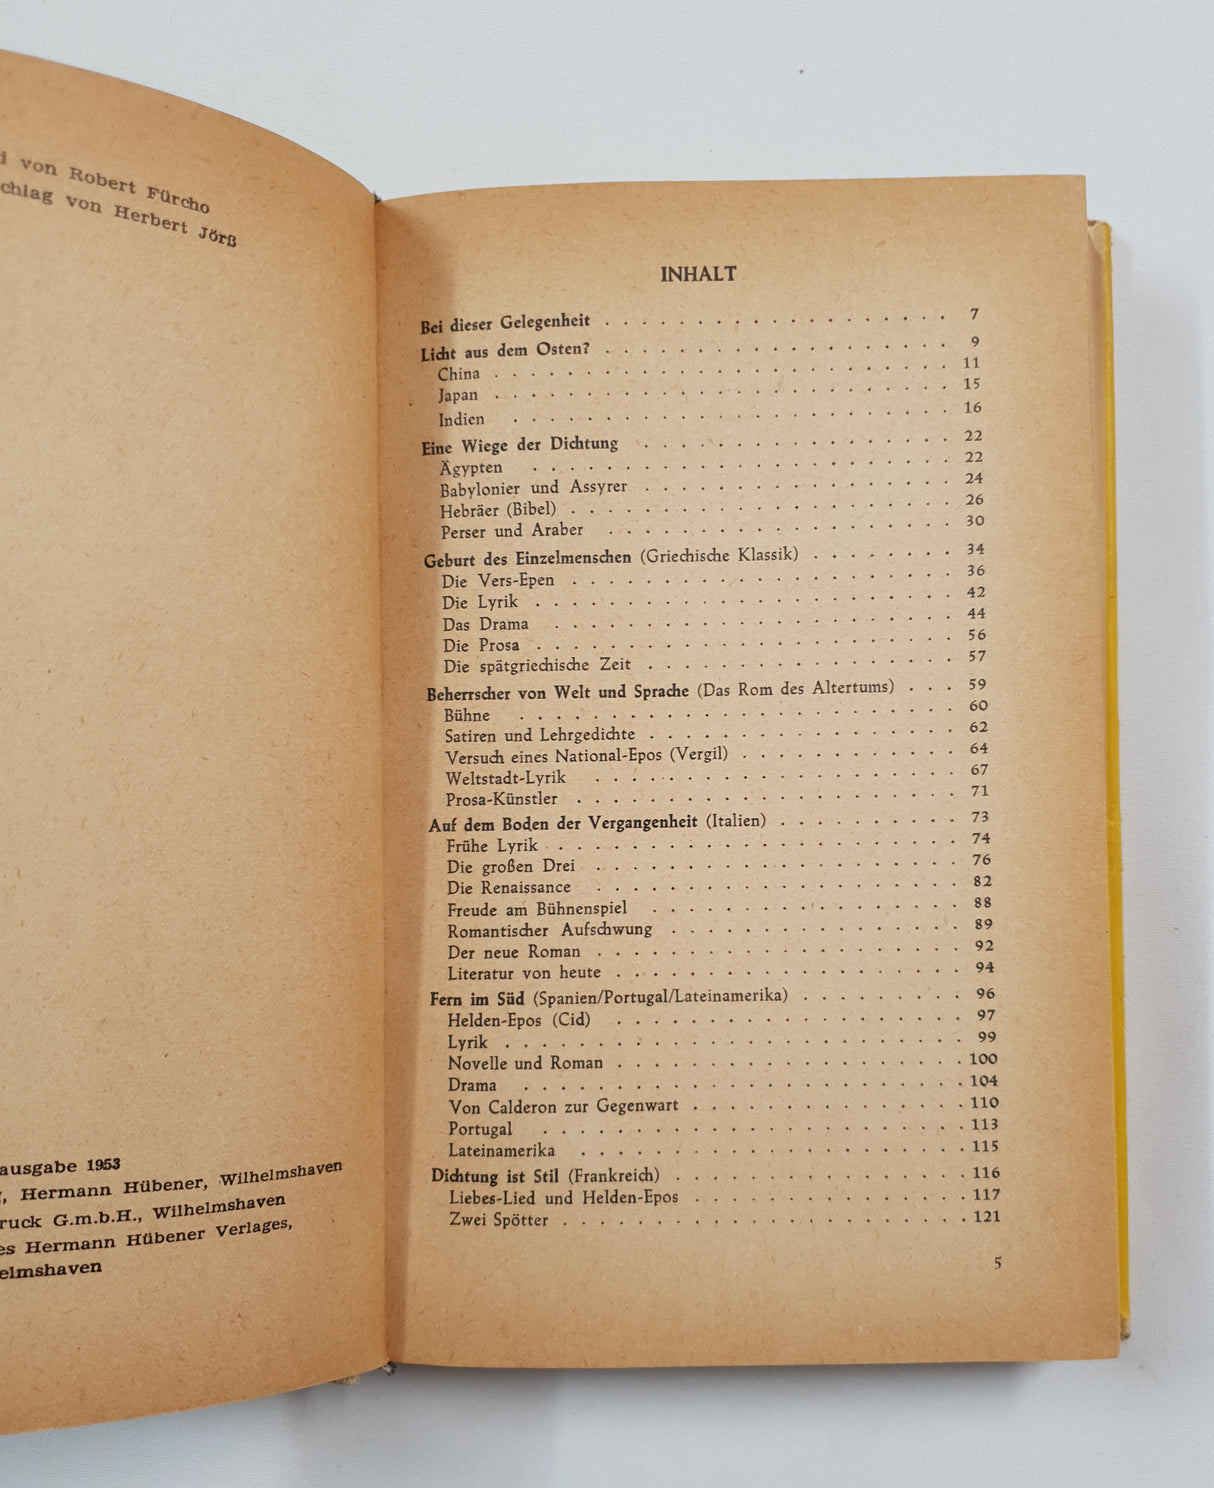 von Robert Fürcho
von Herbert Jörß
1953
Hermann Hübener, Wilhelmshaven
G.m.b.H., Wilhelmshaven
Hermann Hübener Verlages,
INHALT
Bei dieser Gelegenheit . . . . . . . . . . . . . . . . . . . 7
Licht aus dem Osten? . . . . . . . . . . . . . . . . . . . 9
China . . . . . . . . . . . . . . . . . . . . . . . . . 11
Japan . . . . . . . . . . . . . . . . . . . . . . . . . 15
Indien . . . . . . . . . . . . . . . . . . . . . . . . 16
Eine Wiege der Dichtung . . . . . . . . . . . . . . . . . 22
Ägypten . . . . . . . . . . . . . . . . . . . . . . . 22
Babylonier und Assyrer . . . . . . . . . . . . . . . . . 24
Hebräer (Bibel) . . . . . . . . . . . . . . . . . . . . . 26
Perser und Araber . . . . . . . . . . . . . . . . . . . 30
Geburt des Einzelmenschen (Griechische Klassik) . . . . . . . . 34
Die Vers-Epen . . . . . . . . . . . . . . . . . . . . . 36
Die Lyrik . . . . . . . . . . . . . . . . . . . . . . . 42
Das Drama . . . . . . . . . . . . . . . . . . . . . . 44
Die Prosa . . . . . . . . . . . . . . . . . . . . . . . 56
Die spätgriechische Zeit . . . . . . . . . . . . . . . . . 57
Beherrscher von Welt und Sprache (Das Rom des Altertums) . . . 59
Bühne . . . . . . . . . . . . . . . . . . . . . . . . 60
Satiren und Lehrgedichte . . . . . . . . . . . . . . . . . 62
Versuch eines National-Epos (Vergil) . . . . . . . . . . . . 64
Weltstadt-Lyrik . . . . . . . . . . . . . . . . . . . . 67
Prosa-Künstler . . . . . . . . . . . . . . . . . . . . . 71
Auf dem Boden der Vergangenheit (Italien) . . . . . . . . . . 73
Frühe Lyrik . . . . . . . . . . . . . . . . . . . . . . 74
Die großen Drei . . . . . . . . . . . . . . . . . . . . 76
Die Renaissance . . . . . . . . . . . . . . . . . . . . 82
Freude am Bühnenspiel . . . . . . . . . . . . . . . . . 88
Romantischer Aufschwung . . . . . . . . . . . . . . . . 89
Der neue Roman . . . . . . . . . . . . . . . . . . . . 92
Literatur von heute . . . . . . . . . . . . . . . . . . . 94
Fern im Süd (Spanien/Portugal/Lateinamerika) . . . . . . . . . 96
Helden-Epos (Cid) . . . . . . . . . . . . . . . . . . . 97
Lyrik . . . . . . . . . . . . . . . . . . . . . . . . . 99
Novelle und Roman . . . . . . . . . . . . . . . . . . . 100
Drama . . . . . . . . . . . . . . . . . . . . . . . . 104
Von Calderon zur Gegenwart . . . . . . . . . . . . . . . 110
Portugal . . . . . . . . . . . . . . . . . . . . . . . 113
Lateinamerika . . . . . . . . . . . . . . . . . . . . . 115
Dichtung ist Stil (Frankreich) . . . . . . . . . . . . . . . . 116
Liebes-Lied und Helden-Epos . . . . . . . . . . . . . . . 117
Zwei Spötter . . . . . . . . . . . . . . . . . . . . . . 121
5